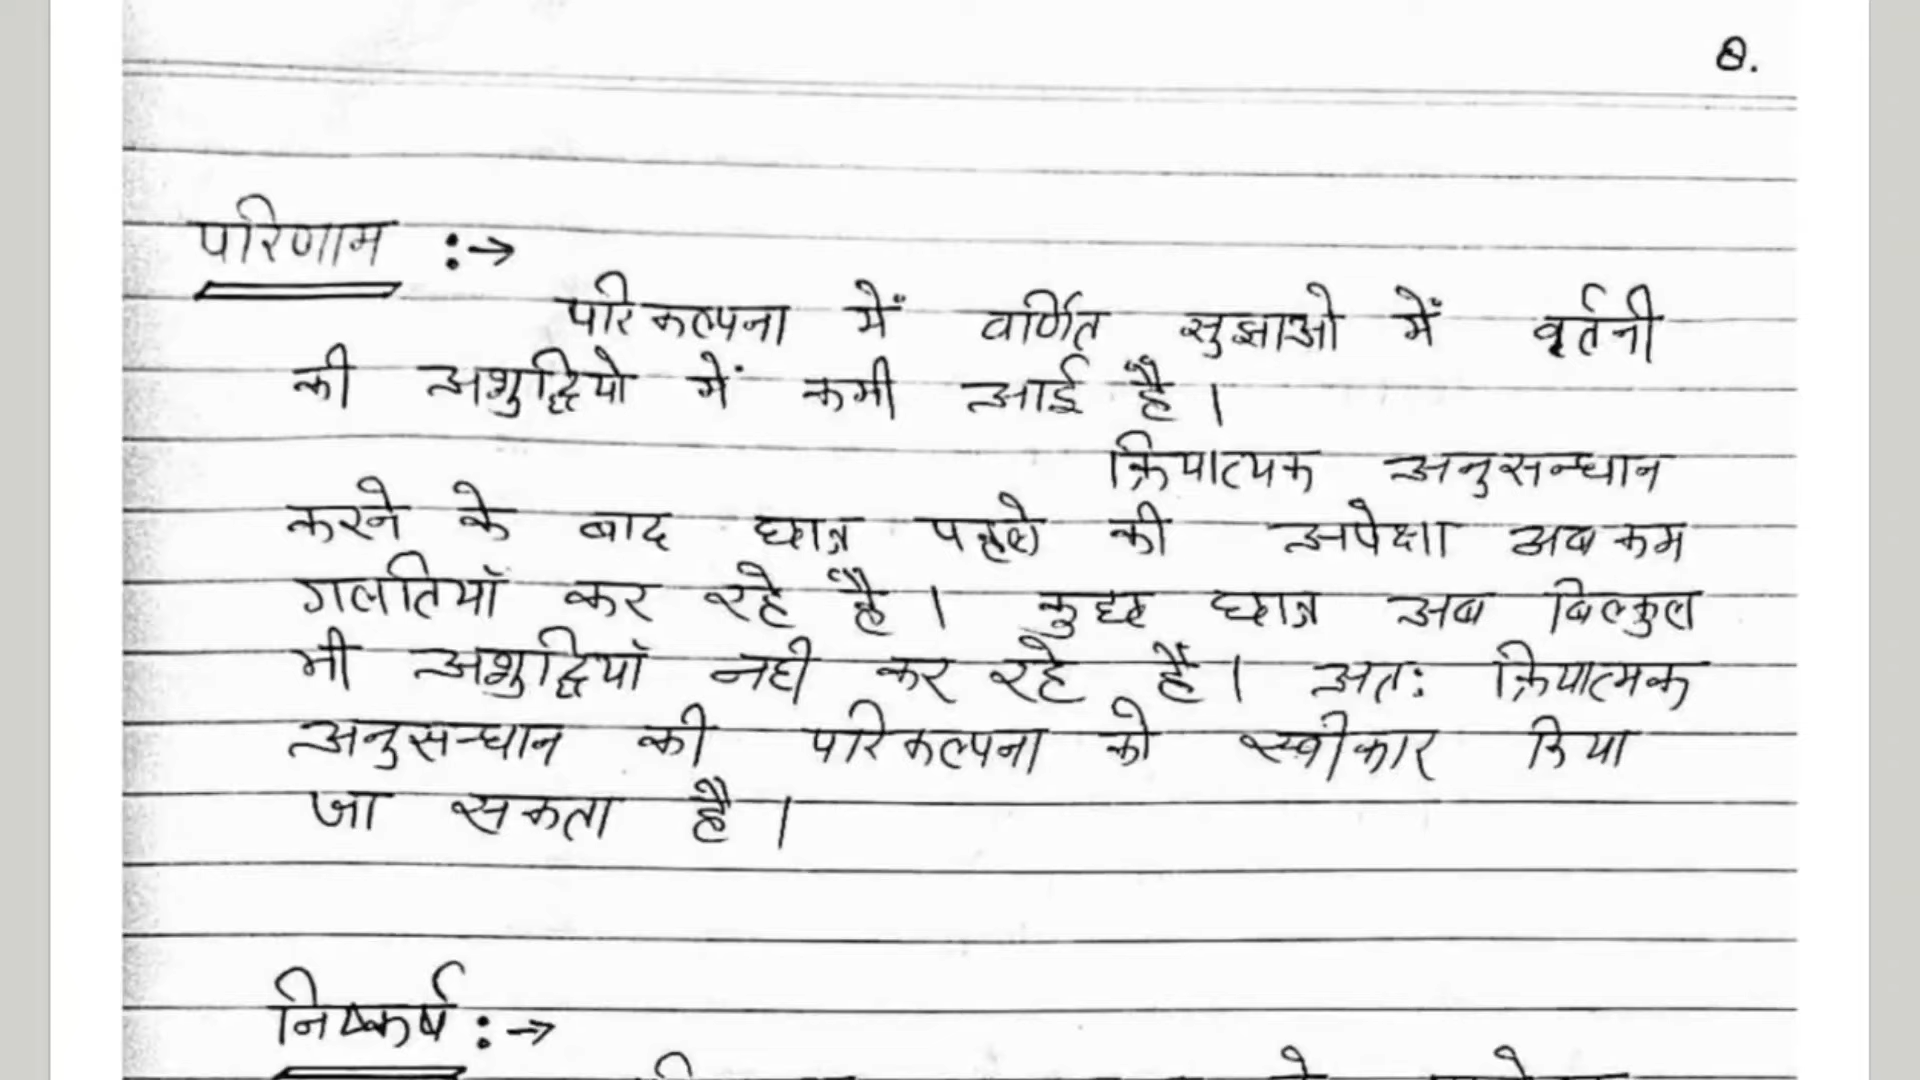 8.
परिणाम :→
परिकल्पना में वर्णित सुझाओ में वर्तनी
की अशुद्धियो में कमी आई है।
क्रियात्यक अनुसन्धान
करने के बाद छात्र पहले की अपेक्षा अब कम
गलतियाँ कर रहे है। कुछ छात्र अब बिल्कुल
भी अशुद्धियाँ नही कर रहे हैं। अतः क्रियात्मक
अनुसन्धान की परिकल्पना को स्वीकार किया
जा सकता है।
निष्कर्ष :→